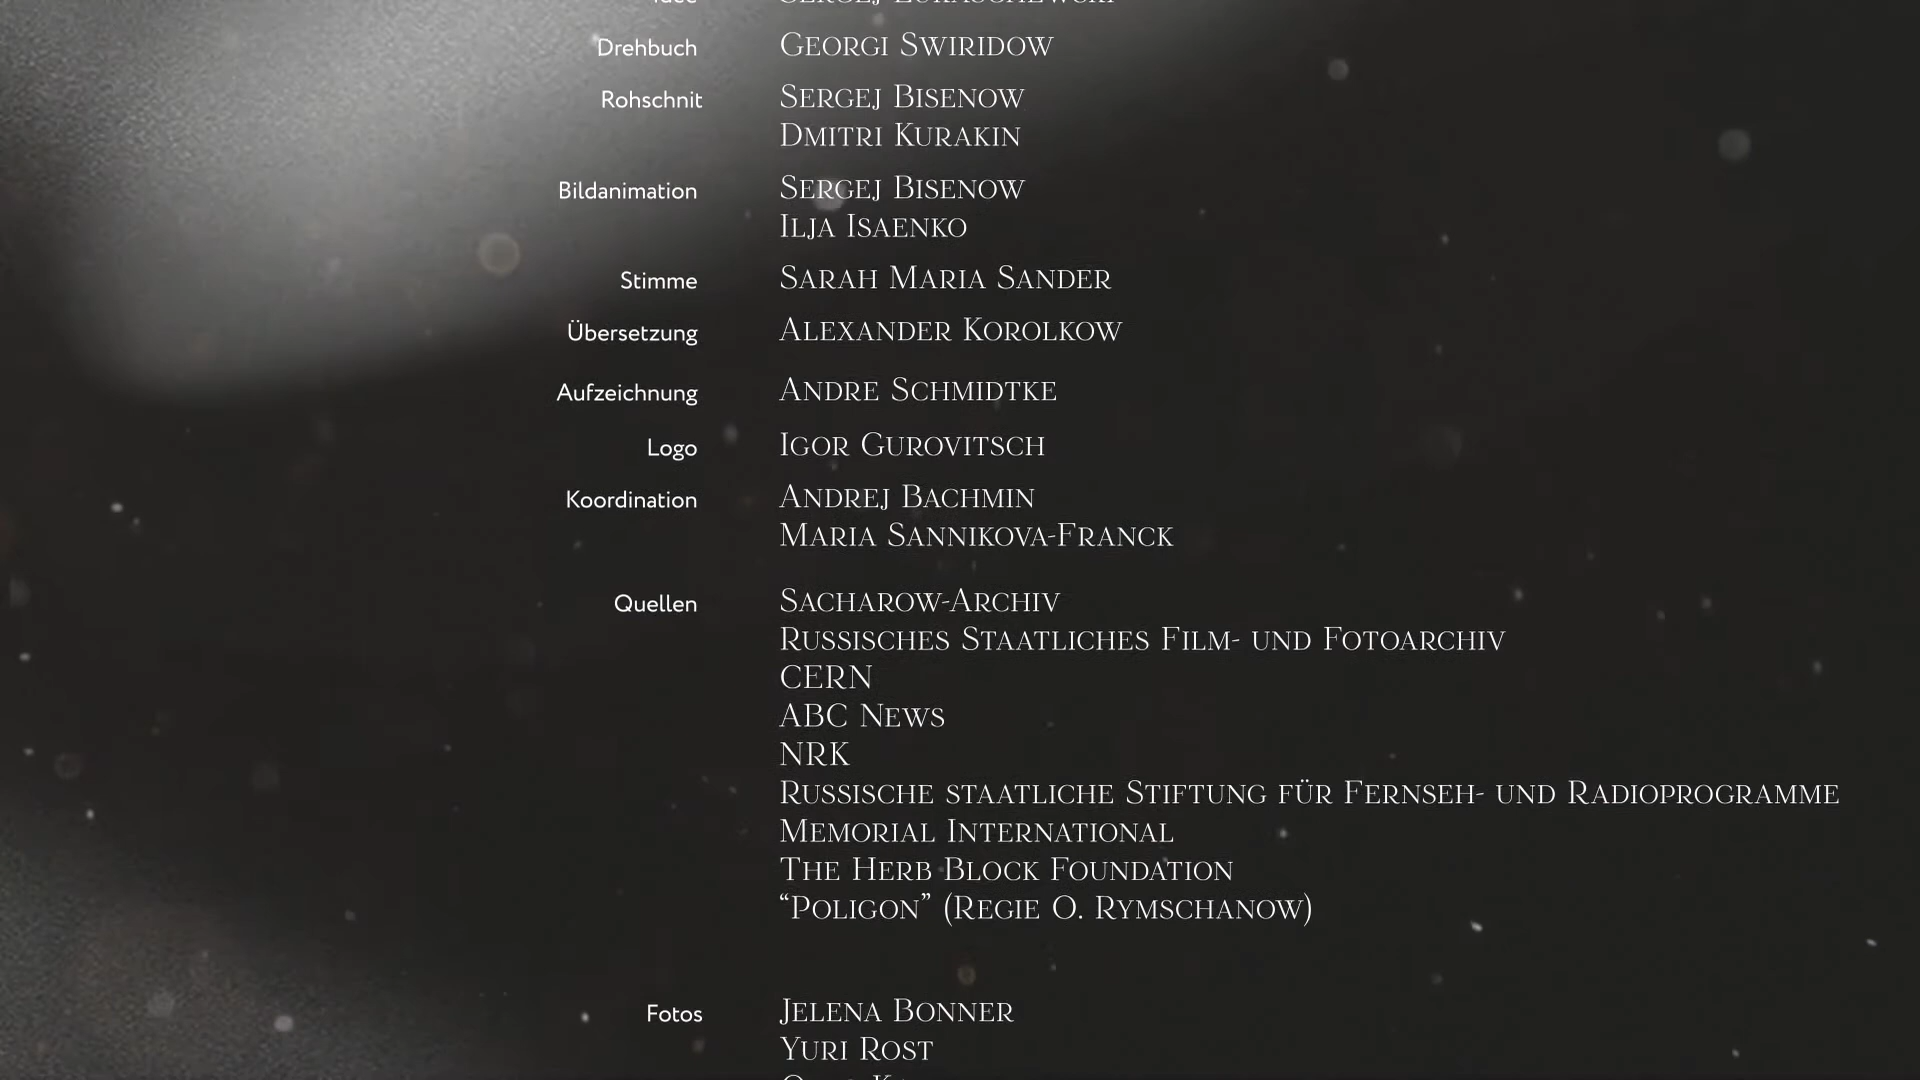 Drehbuch Georgi Swiridow
Rohschnit Sergej Bisenow
Dmitri Kurakin
Bildanimation Sergej Bisenow
Ilja Isaenko
Stimme Sarah Maria Sander
Übersetzung Alexander Korolkow
Aufzeichnung Andre Schmidtke
Logo Igor Gurovitsch
Koordination Andrej Bachmin
Maria Sannikova-Franck
Quellen Sacharow-Archiv
Russisches Staatliches Film- und Fotoarchiv
CERN
ABC News
NRK
Russische staatliche Stiftung für Fernseh- und Radioprogramme
Memorial International
The Herb Block Foundation
“Poligon” (Regie O. Rymschanow)
Fotos Jelena Bonner
Yuri Rost